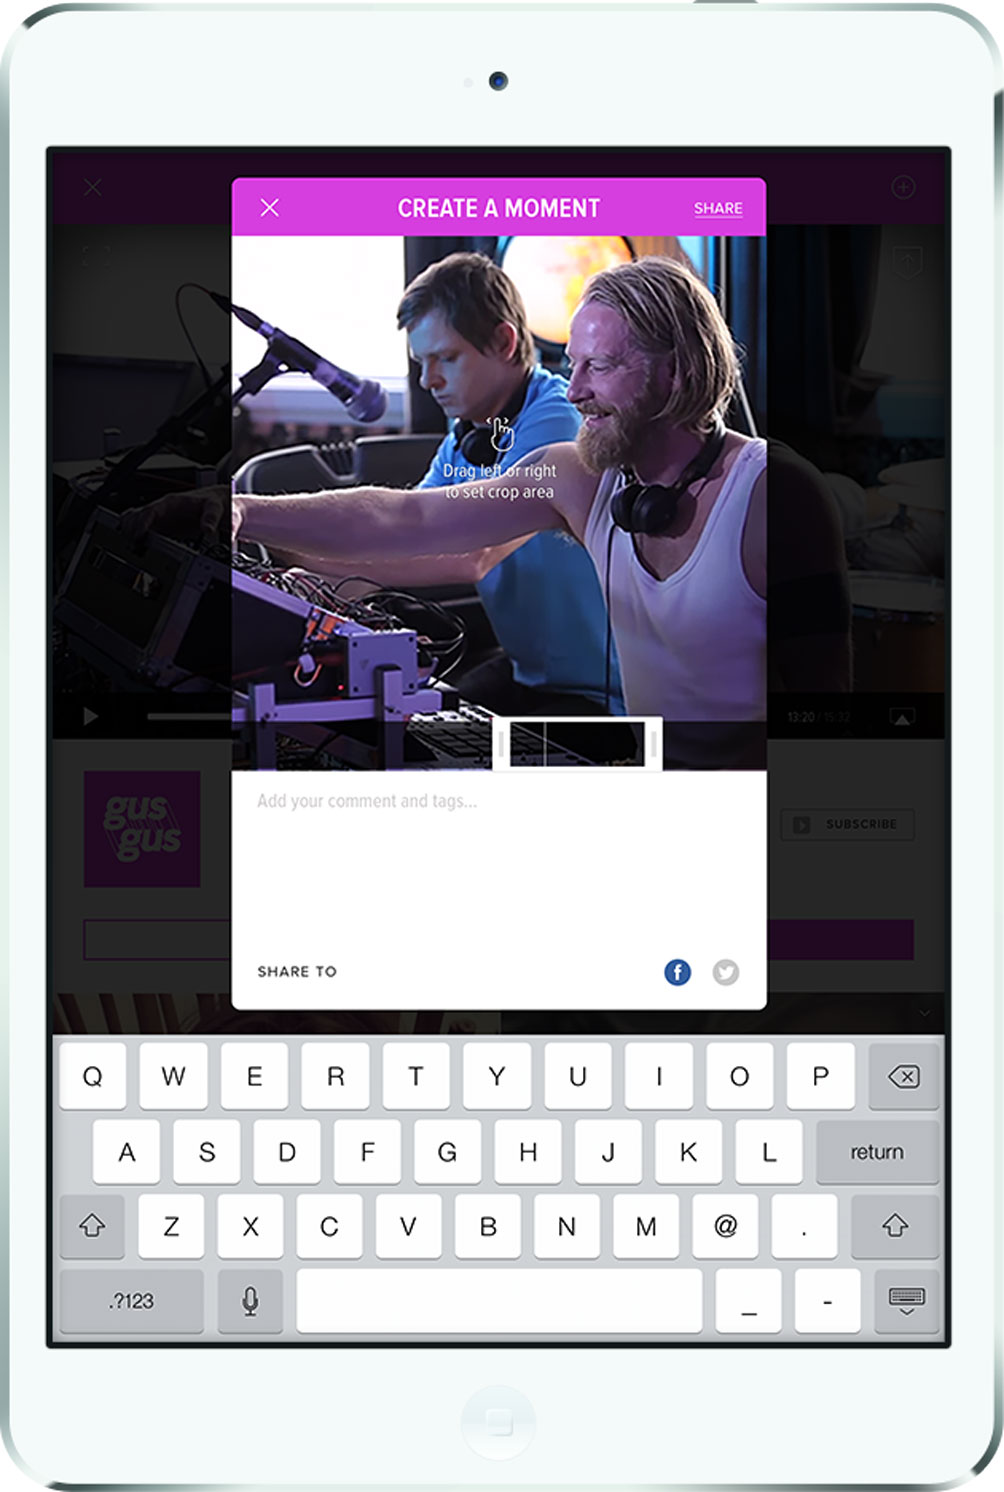 CREATE A MOMENT
SHARE
Drag left or right
to set crop area
13:20 / 15:32
gus
gus
SUBSCRIBE
Add your comment and tags...
SHARE TO
f
Q W E R T Y U I O P
A S D F G H J K L return
Z X C V B N M @ .
.?123 _ -